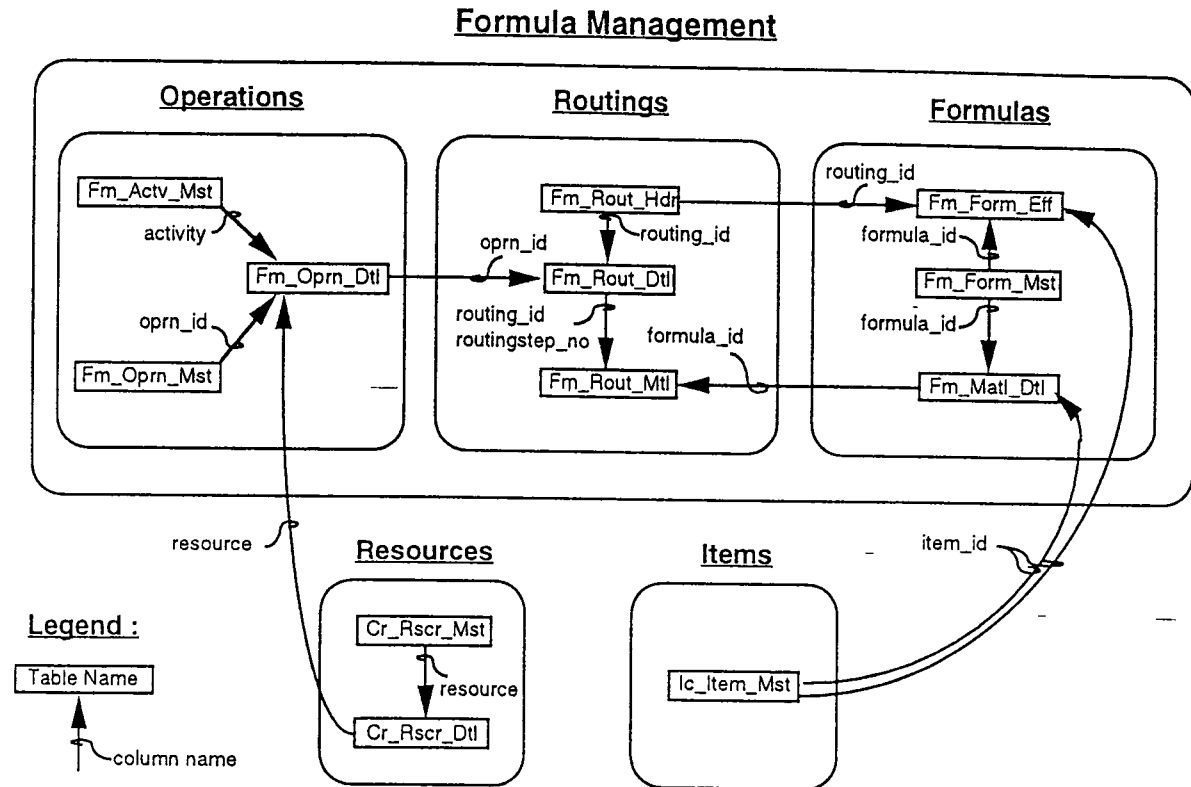 Formula Management
Operations
Routings
Formulas
Fm_Actv_Mst
activity
Fm_Oprn_Dtl
oprn_id
Fm_Oprn_Mst
oprn_id
Fm_Rout_Hdr
routing_id
Fm_Rout_Dtl
routing_id
routingstep_no
Fm_Rout_Mtl
routing_id
formula_id
Fm_Form_Eff
formula_id
Fm_Form_Mst
formula_id
Fm_Matl_Dtl
resource
Resources
Cr_Rscr_Mst
resource
Cr_Rscr_Dtl
Items
item_id
Ic_Item_Mst
Legend :
Table Name
column name